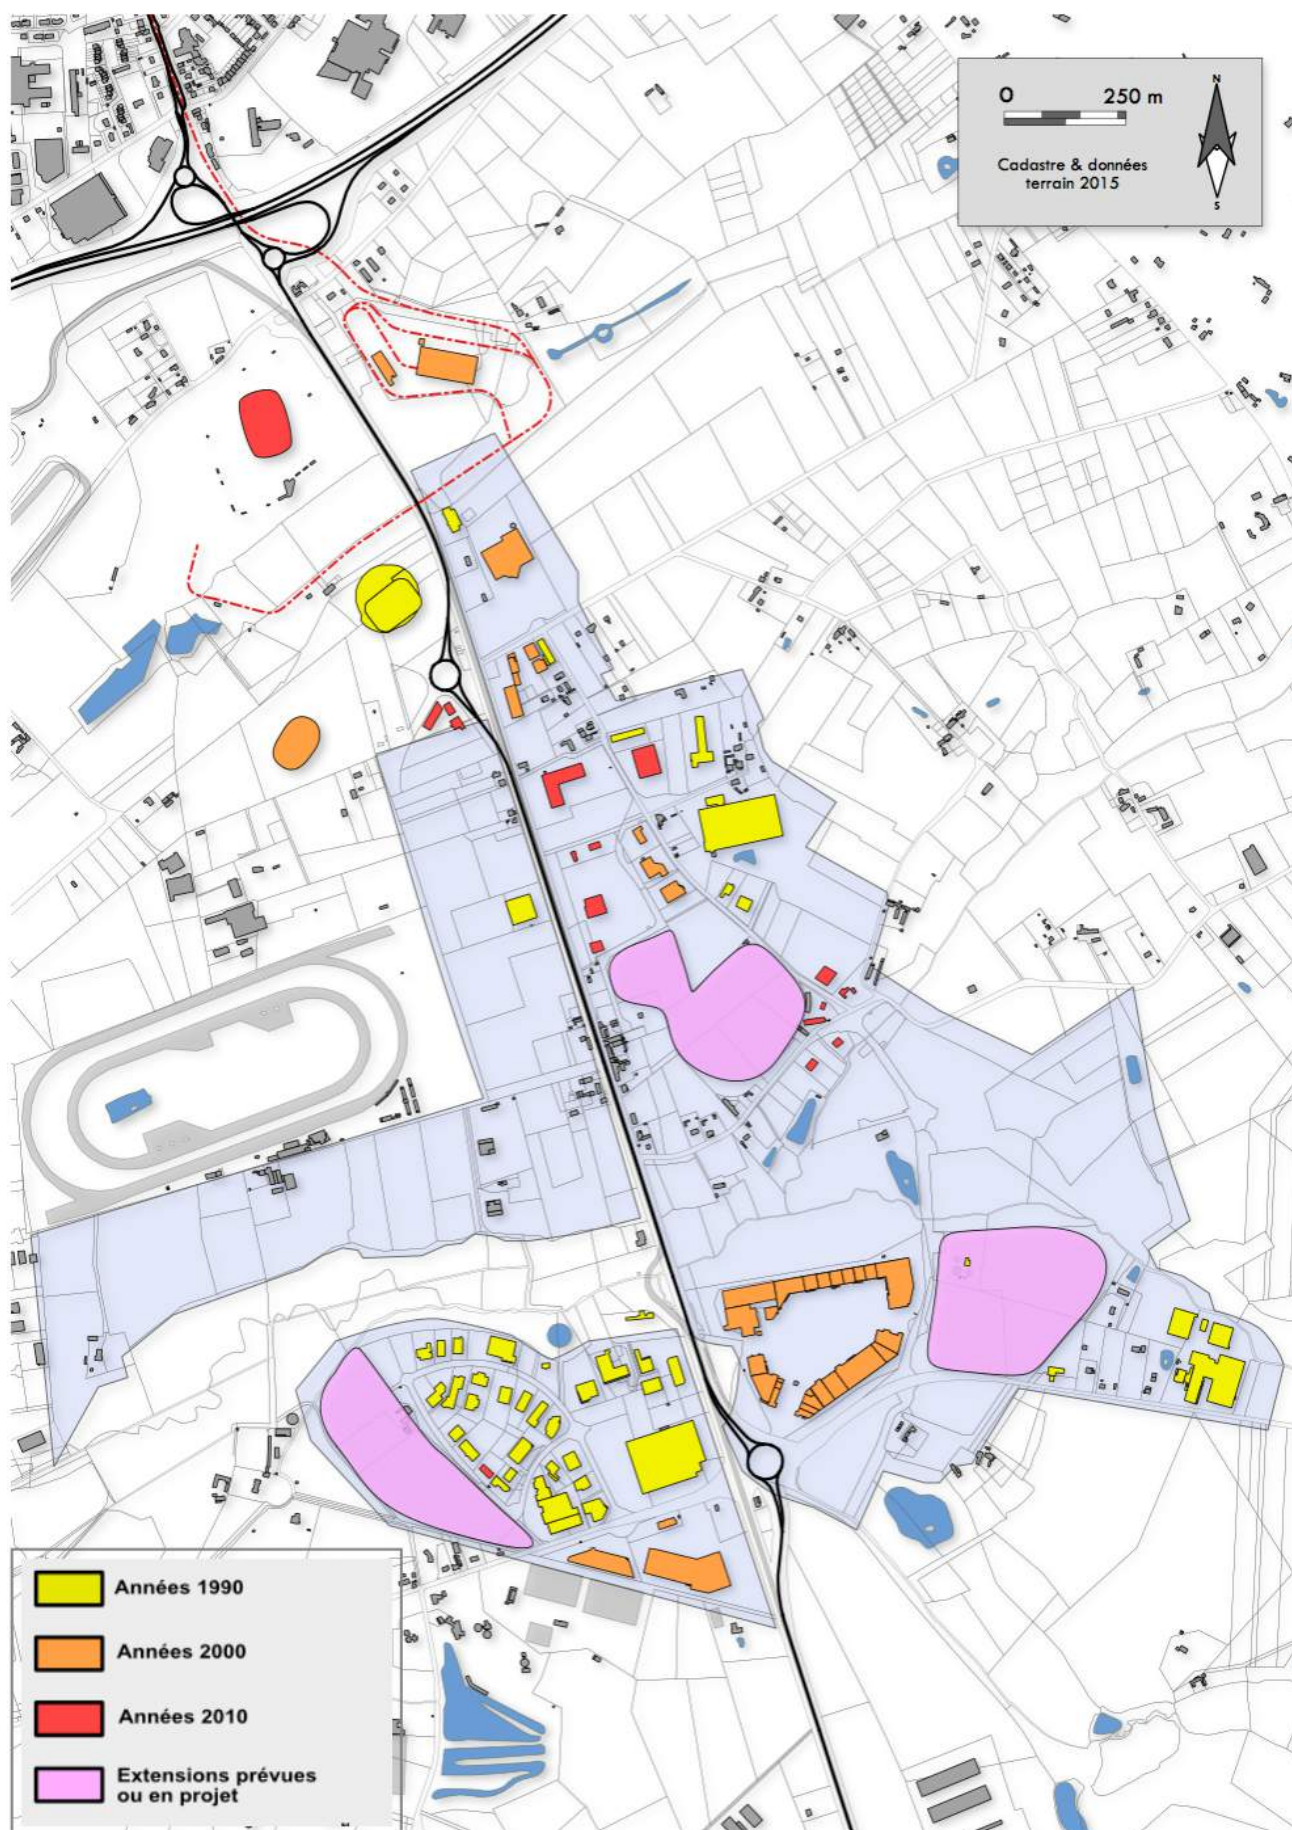 N
0 250 m
Cadastre & données
terrain 2015
S
Années 1990
Années 2000
Années 2010
Extensions prévues
ou en projet